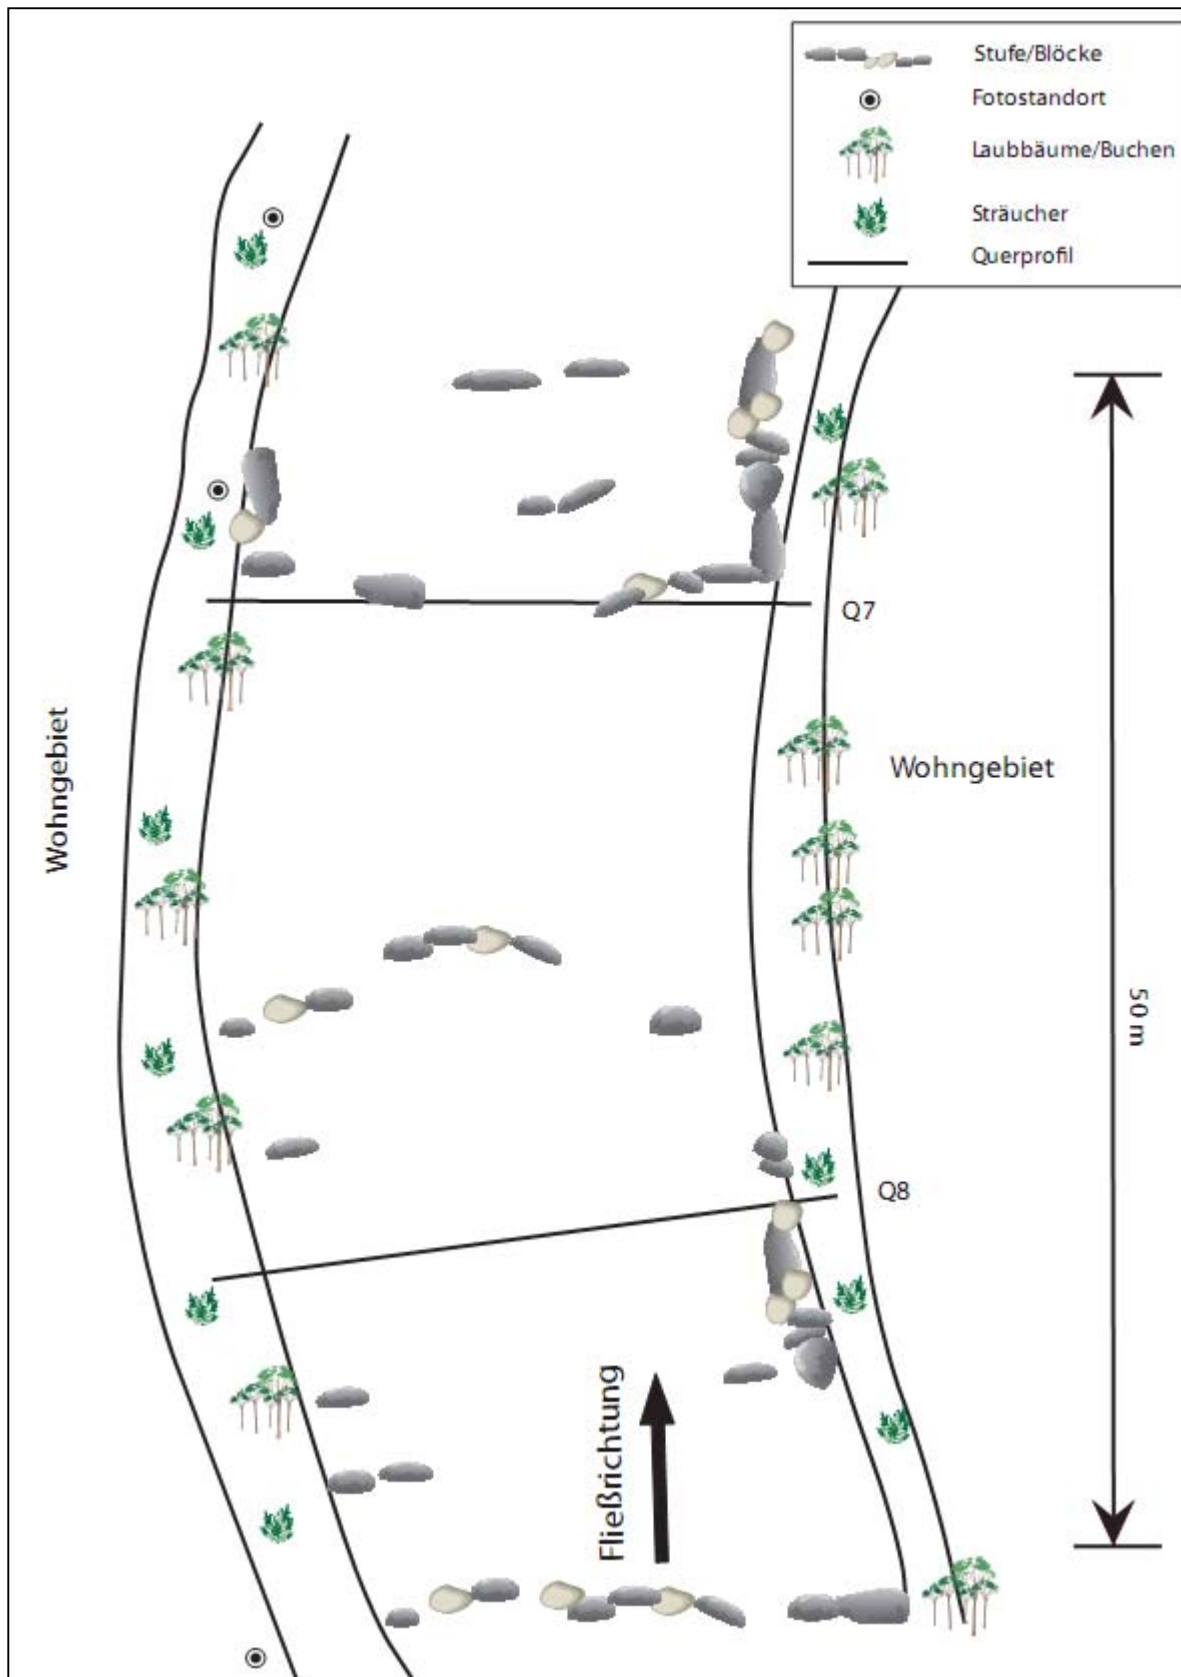 Stufe/Blöcke
Fotostandort
Laubbäume/Buchen
Sträucher
Querprofil
Q7
Wohngebiet
Wohngebiet
50 m
Q8
Fließrichtung